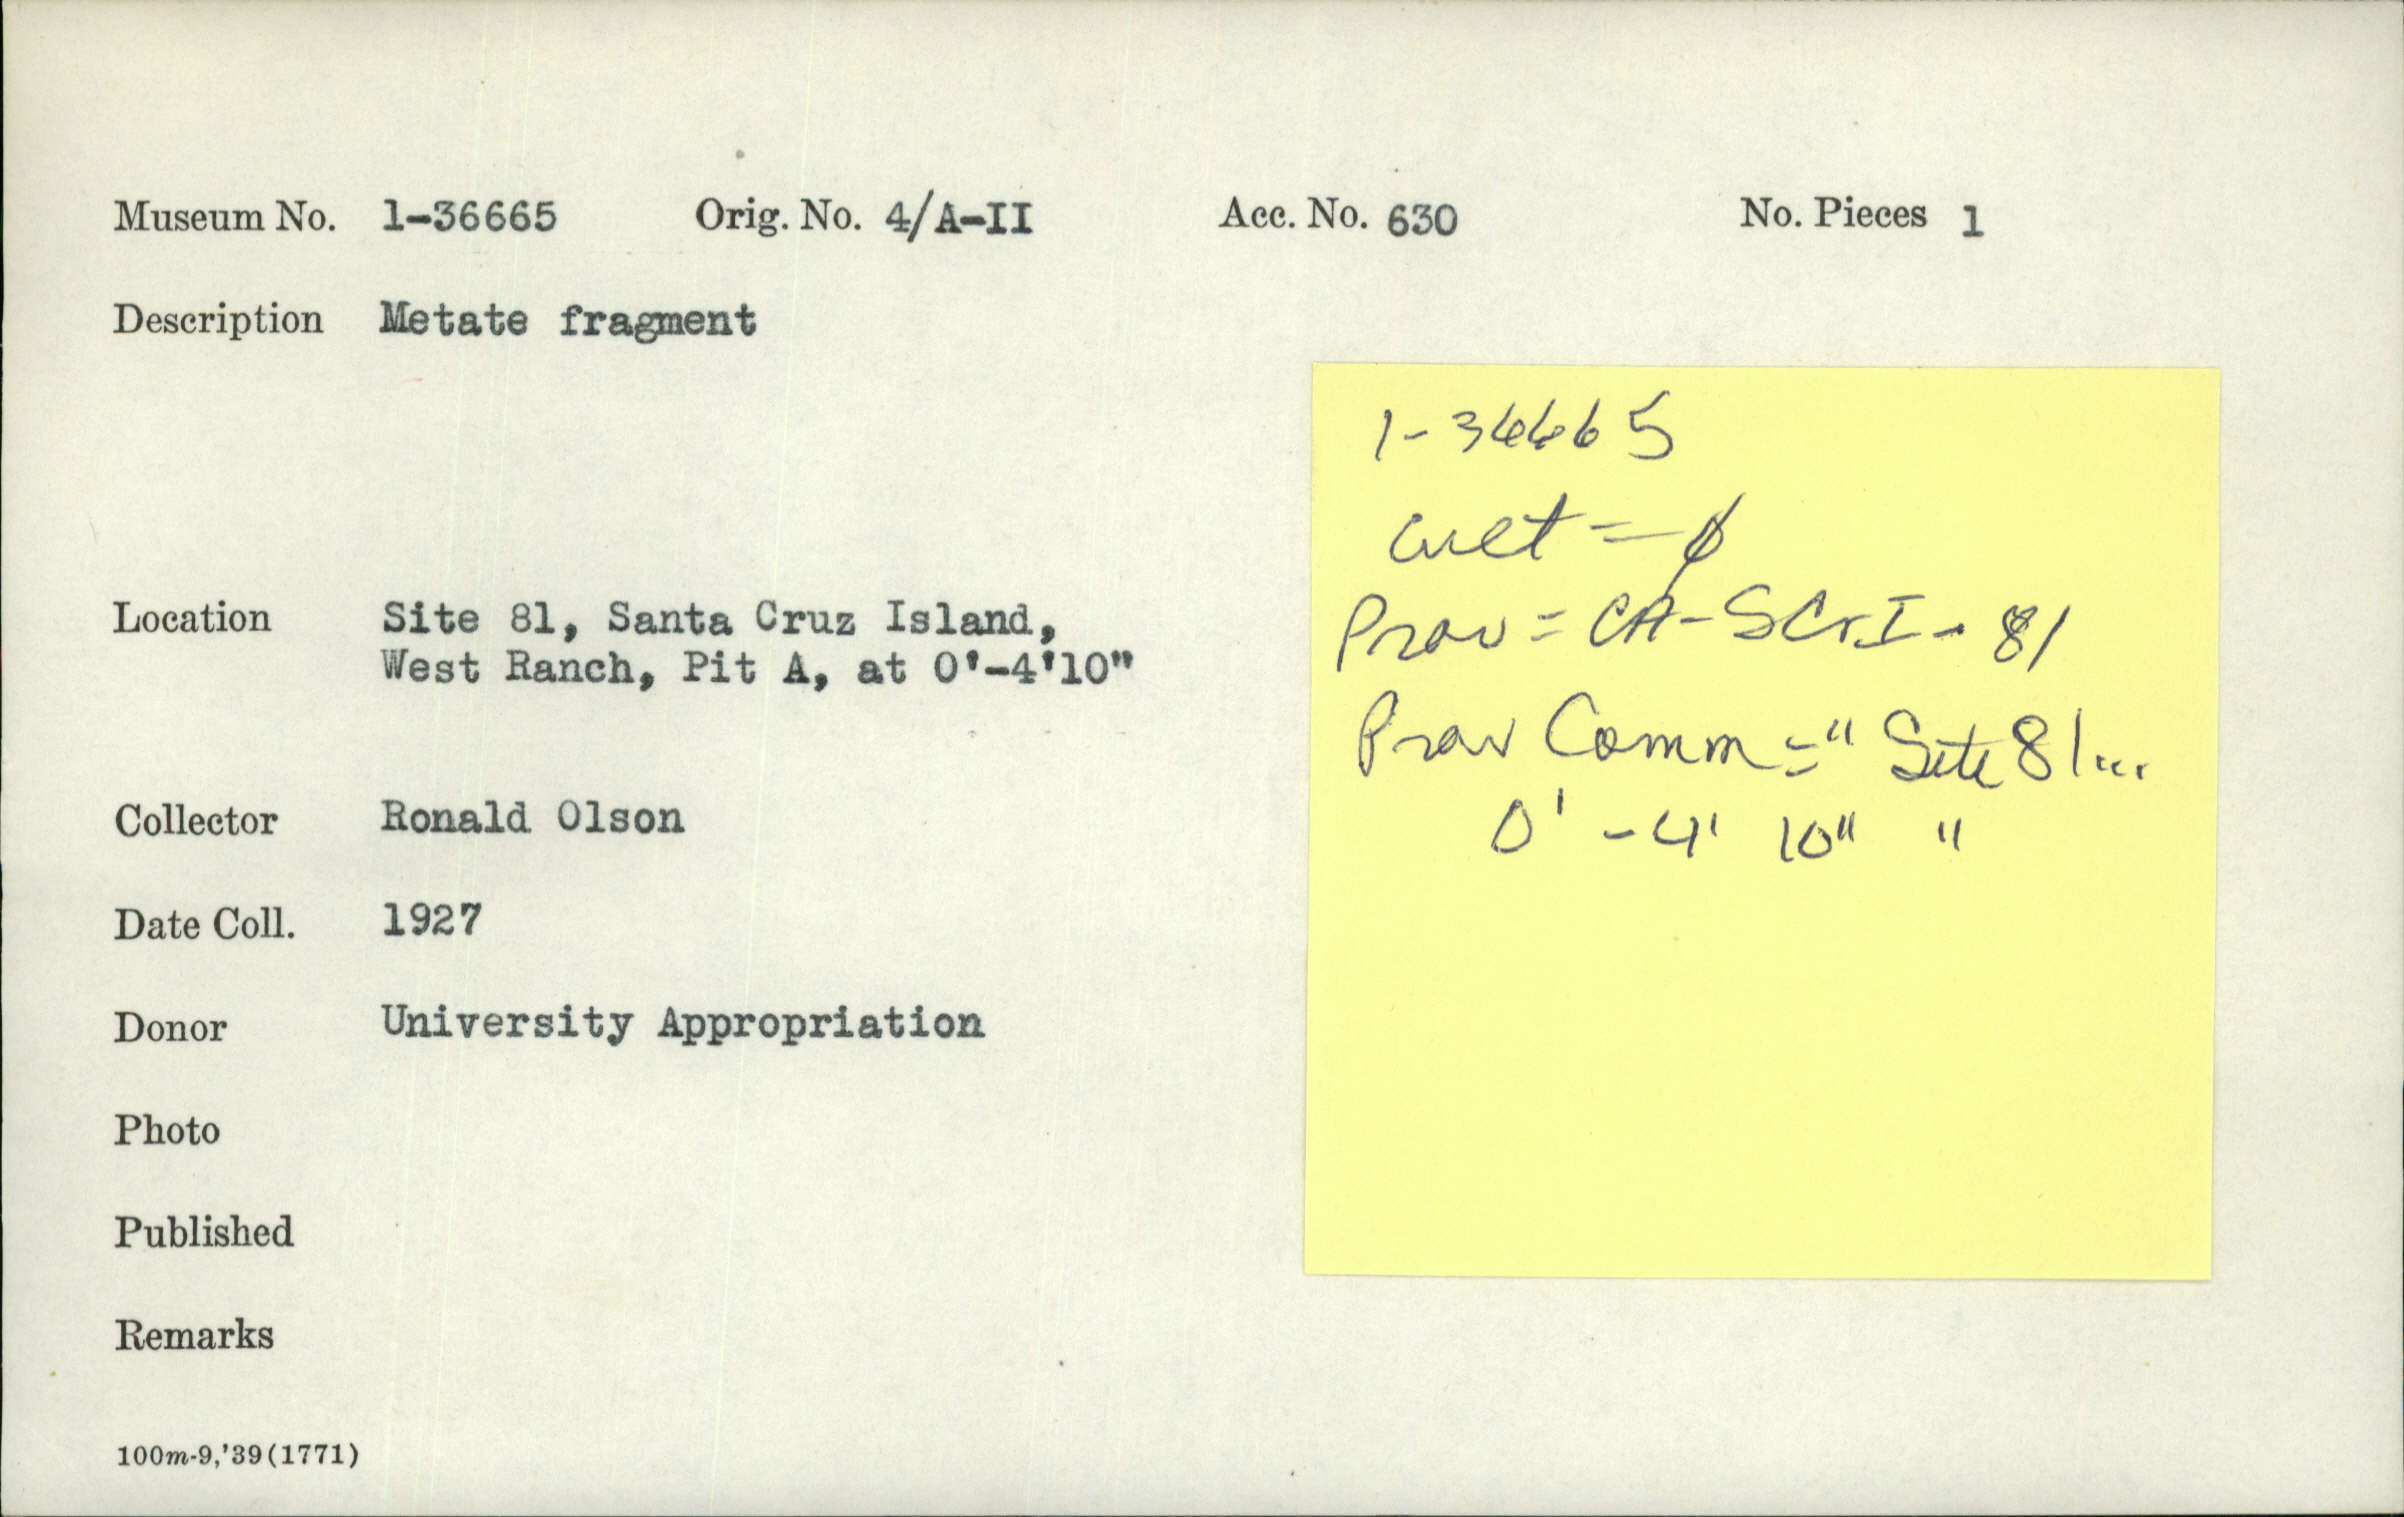 Museum No. 1-36665 Orig. No. 4/A-II Acc. No. 630 No. Pieces 1
Description Metate fragment
Location Site 81, Santa Cruz Island,
West Ranch, Pit A, at 0'-4'10"
Collector Ronald Olson
Date Coll. 1927
Donor University Appropriation
Photo
Published
Remarks
100m-9,'39(1771)
1-36665
Cult = ∅
Prov = CA-SCrI-81
Prov Comm = "Site 81...
0' - 4' 10" "